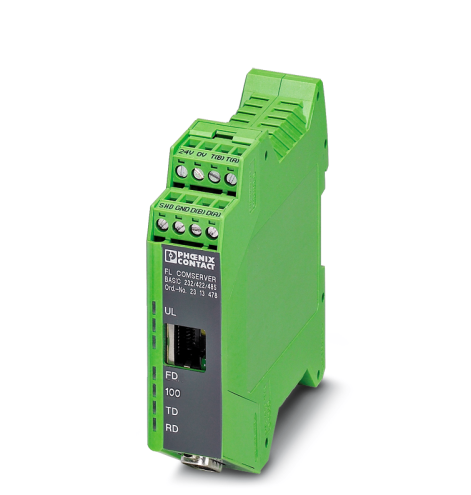 24V 0V T(B) T(A)
SHD GND D(B) D(A)
PHŒNIX
CONTACT
FL COMSERVER
BASIC 232/422/485
Ord.-No. 23 13 478
UL
FD
100
TD
RD